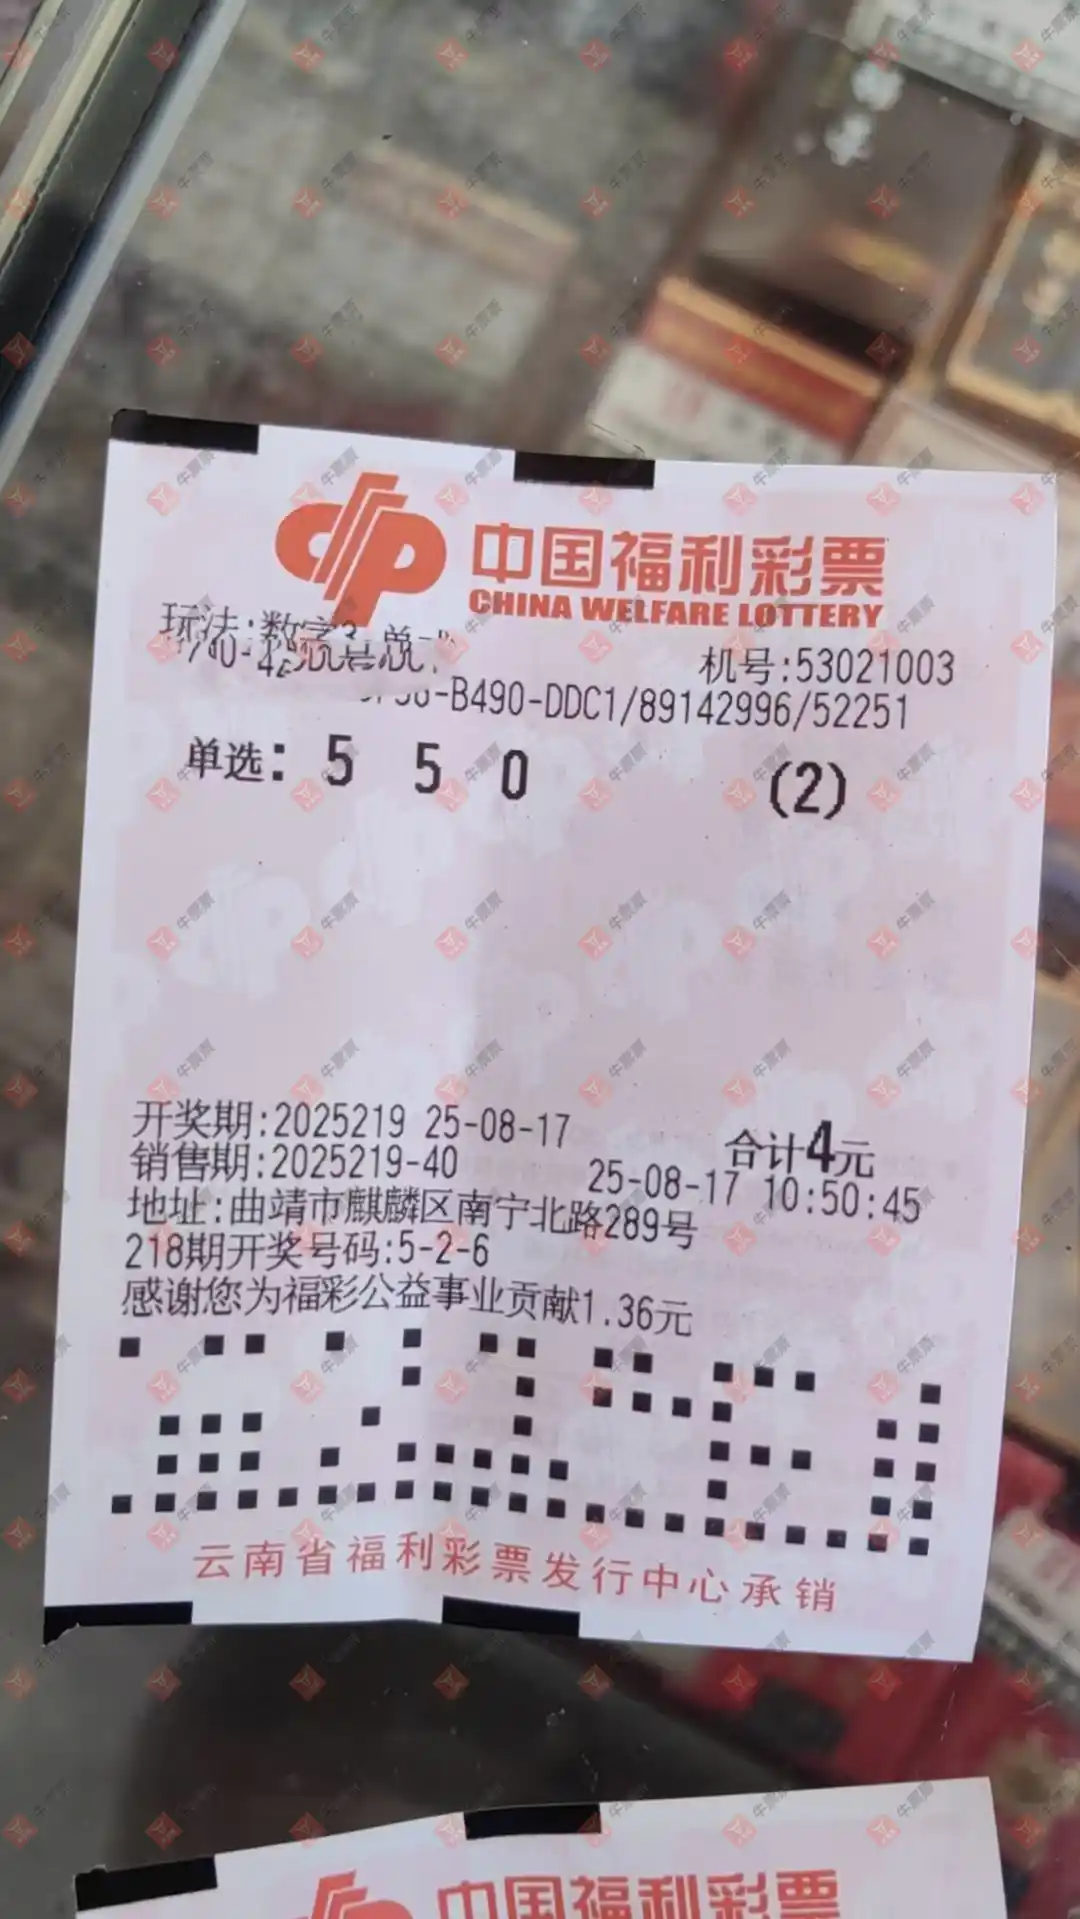 中国福利彩票
CHINA WELFARE LOTTERY
玩法:数字3 单
机号:53021003
-B490-DDC1/89142996/52251
单选: 5 5 0 (2)
开奖期:2025219 25-08-17 合计4元
销售期:2025219-40 25-08-17 10:50:45
地址:曲靖市麒麟区南宁北路289号
218期开奖号码:5-2-6
感谢您为福彩公益事业贡献1.36元
云南省福利彩票发行中心承销
中国福利彩票
牛票票